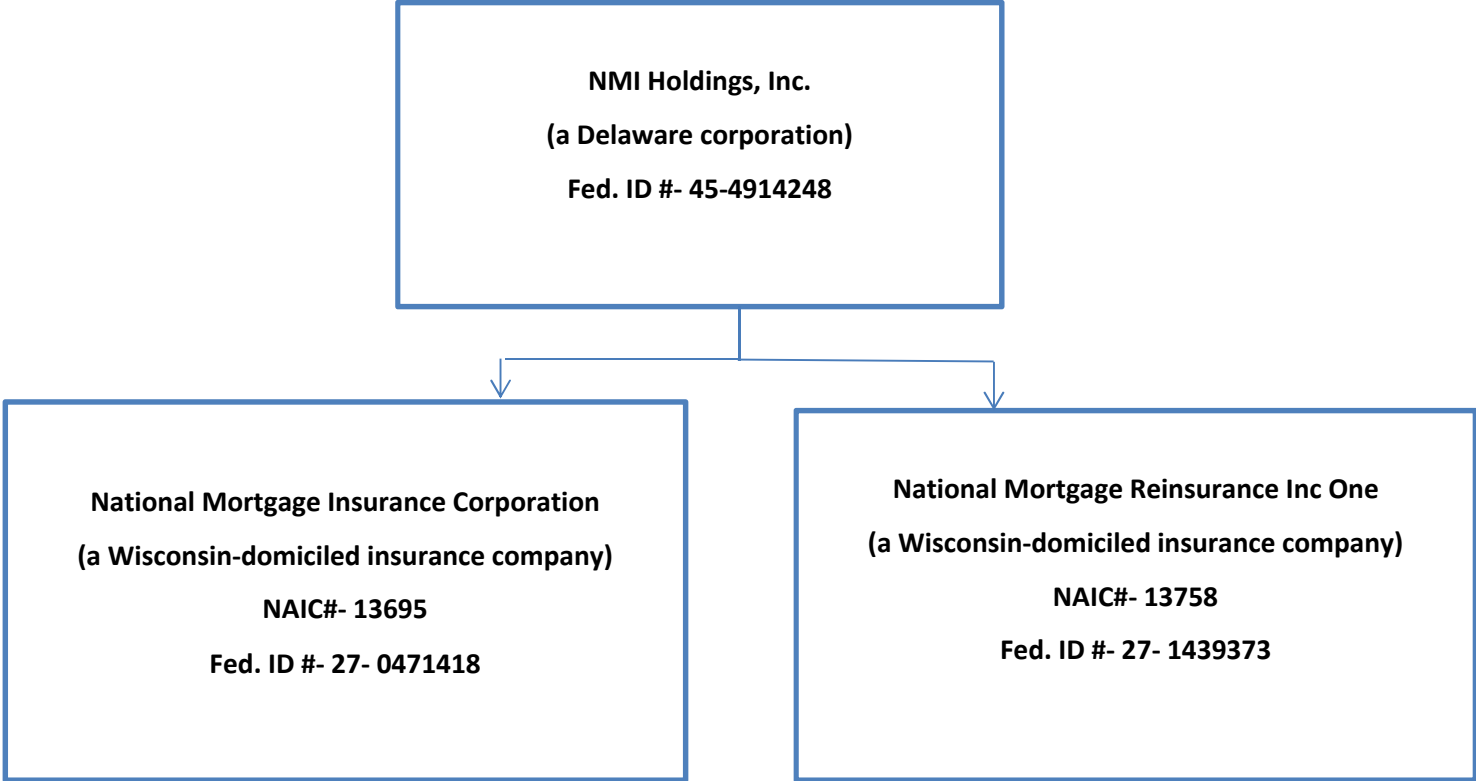 NMI Holdings, Inc.
(a Delaware corporation)
Fed. ID #- 45-4914248
National Mortgage Insurance Corporation
(a Wisconsin-domiciled insurance company)
NAIC#- 13695
Fed. ID #- 27- 0471418
National Mortgage Reinsurance Inc One
(a Wisconsin-domiciled insurance company)
NAIC#- 13758
Fed. ID #- 27- 1439373